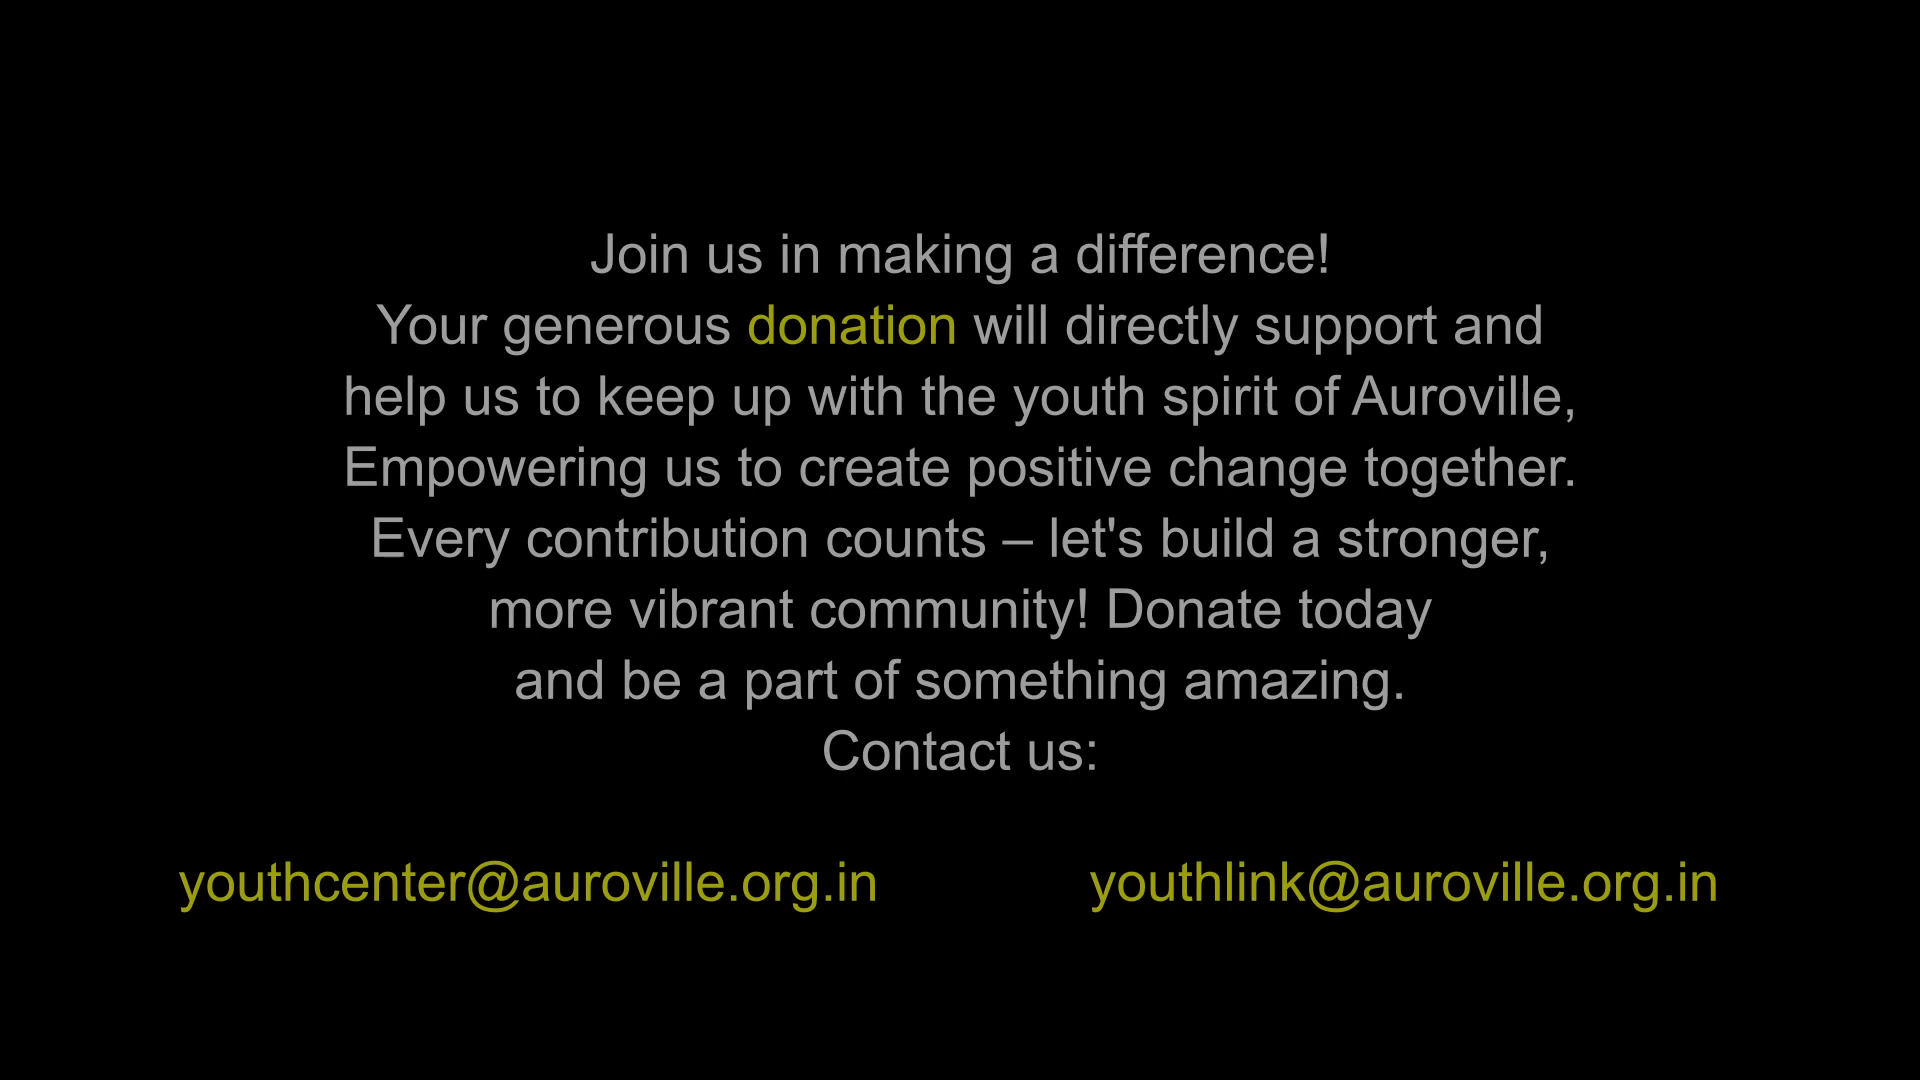 Join us in making a difference!
Your generous donation will directly support and
help us to keep up with the youth spirit of Auroville,
Empowering us to create positive change together.
Every contribution counts – let's build a stronger,
more vibrant community! Donate today
and be a part of something amazing.
Contact us:
youthcenter@auroville.org.in
youthlink@auroville.org.in